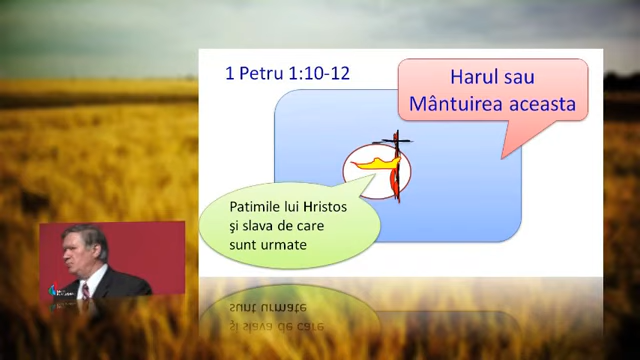 1 Petru 1:10-12
Harul sau
Mântuirea aceasta
Patimile lui Hristos
şi slava de care
sunt urmate